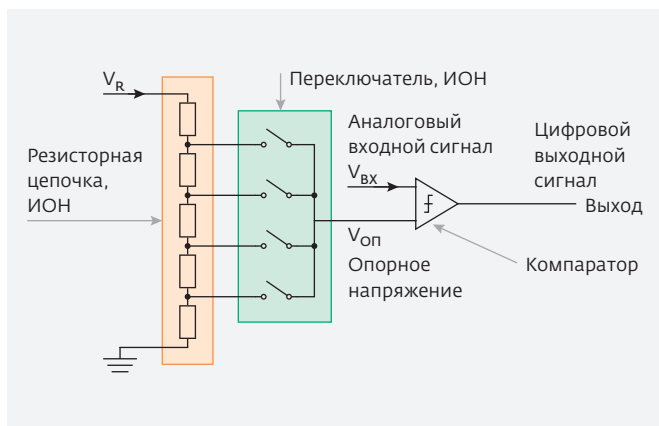 V_R
Переключатель, ИОН
Аналоговый
входной сигнал
V_ВХ
Цифровой
выходной
сигнал
Выход
Резисторная
цепочка,
ИОН
V_оп
Опорное
напряжение
Компаратор